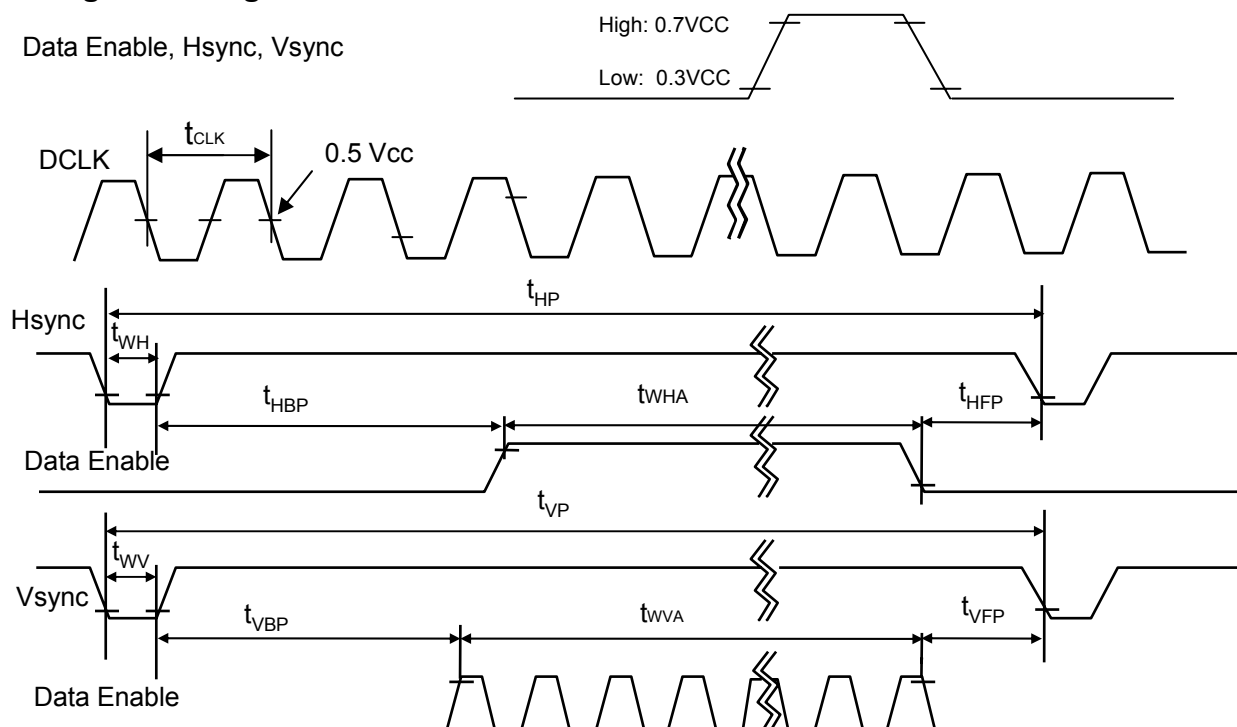 Data Enable, Hsync, Vsync
High: 0.7VCC
Low: 0.3VCC
tCLK
DCLK
0.5 Vcc
tHP
Hsync
tWH
tHBP
tWHA
tHFP
Data Enable
tVP
tWV
Vsync
tVBP
tWVA
tVFP
Data Enable